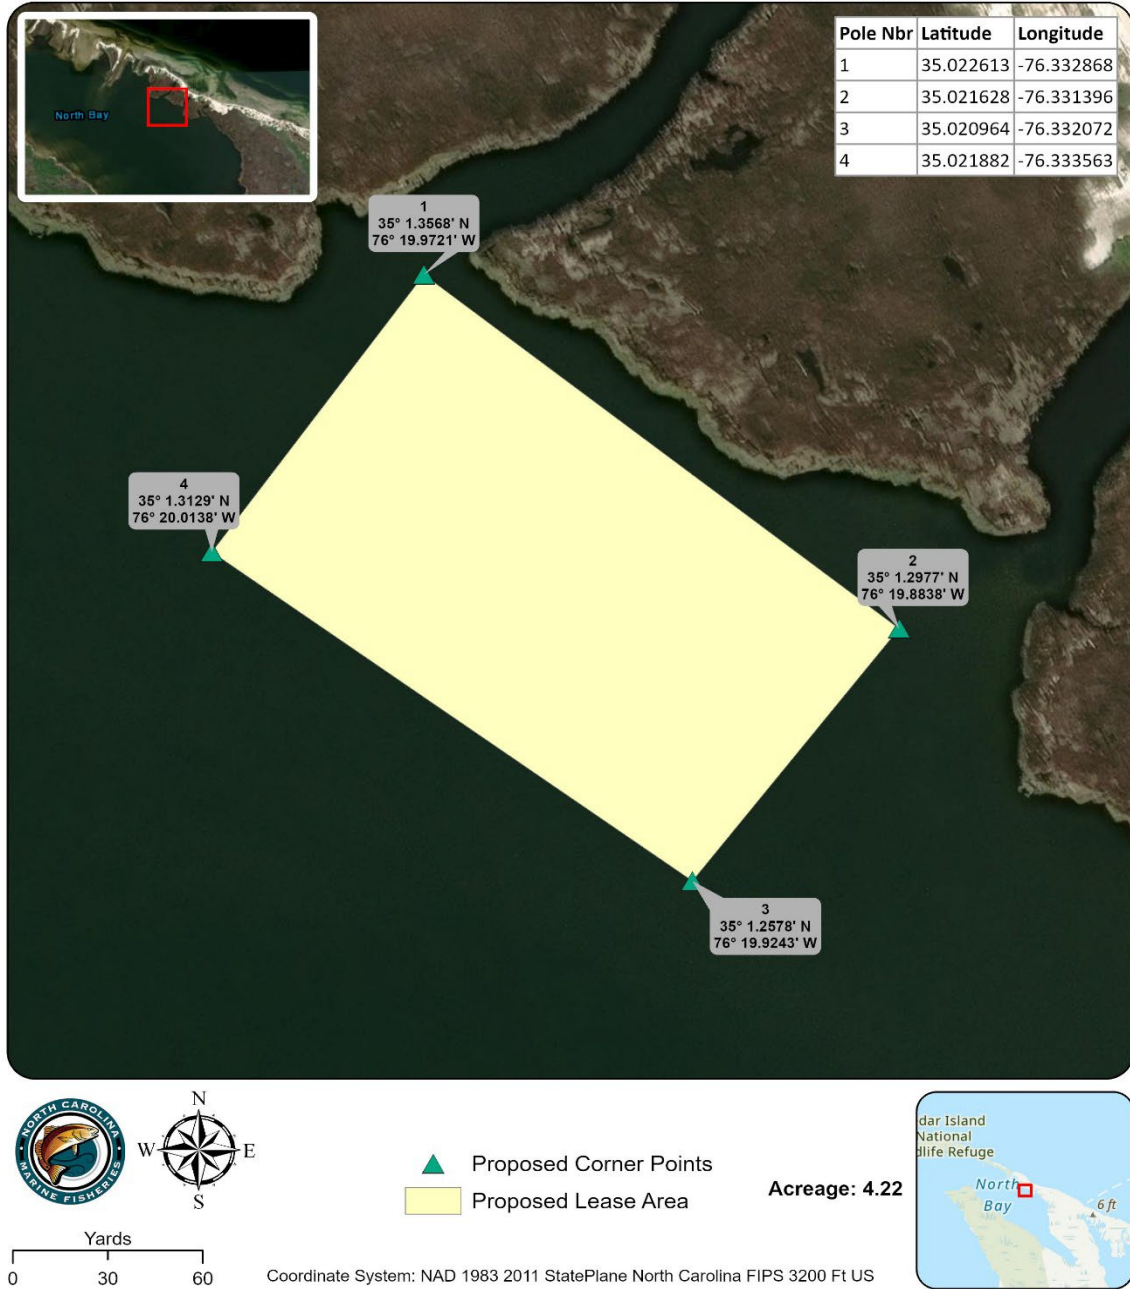 North Bay
Pole Nbr Latitude Longitude
1 35.022613 -76.332868
2 35.021628 -76.331396
3 35.020964 -76.332072
4 35.021882 -76.333563
1
35° 1.3568' N
76° 19.9721' W
4
35° 1.3129' N
76° 20.0138' W
2
35° 1.2977' N
76° 19.8838' W
3
35° 1.2578' N
76° 19.9243' W
NORTH CAROLINA
MARINE FISHERIES
N
W E
S
Proposed Corner Points
Proposed Lease Area
Acreage: 4.22
dar Island
National
dlife Refuge
North
Bay
6 ft
Yards
0 30 60
Coordinate System: NAD 1983 2011 StatePlane North Carolina FIPS 3200 Ft US